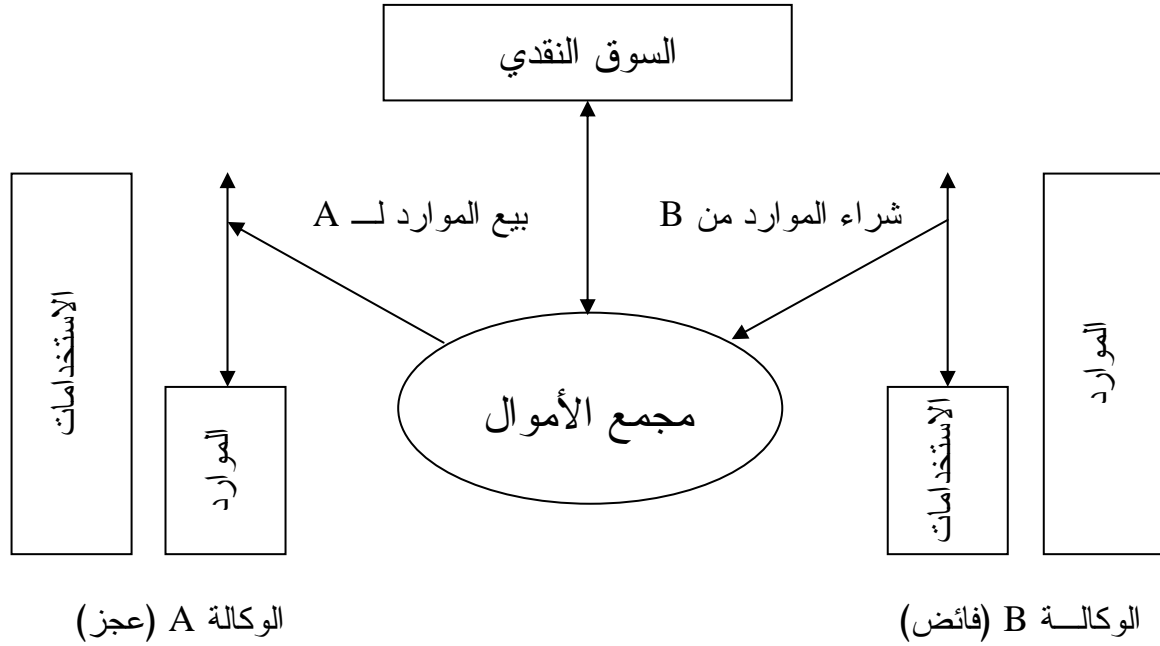 السوق النقدي
شراء الموارد من B
بيع الموارد لـــ A
الموارد
الاستخدامات
مجمع الأموال
الموارد
الاستخدامات
الوكالـــة B (فائض)
الوكالة A (عجز)